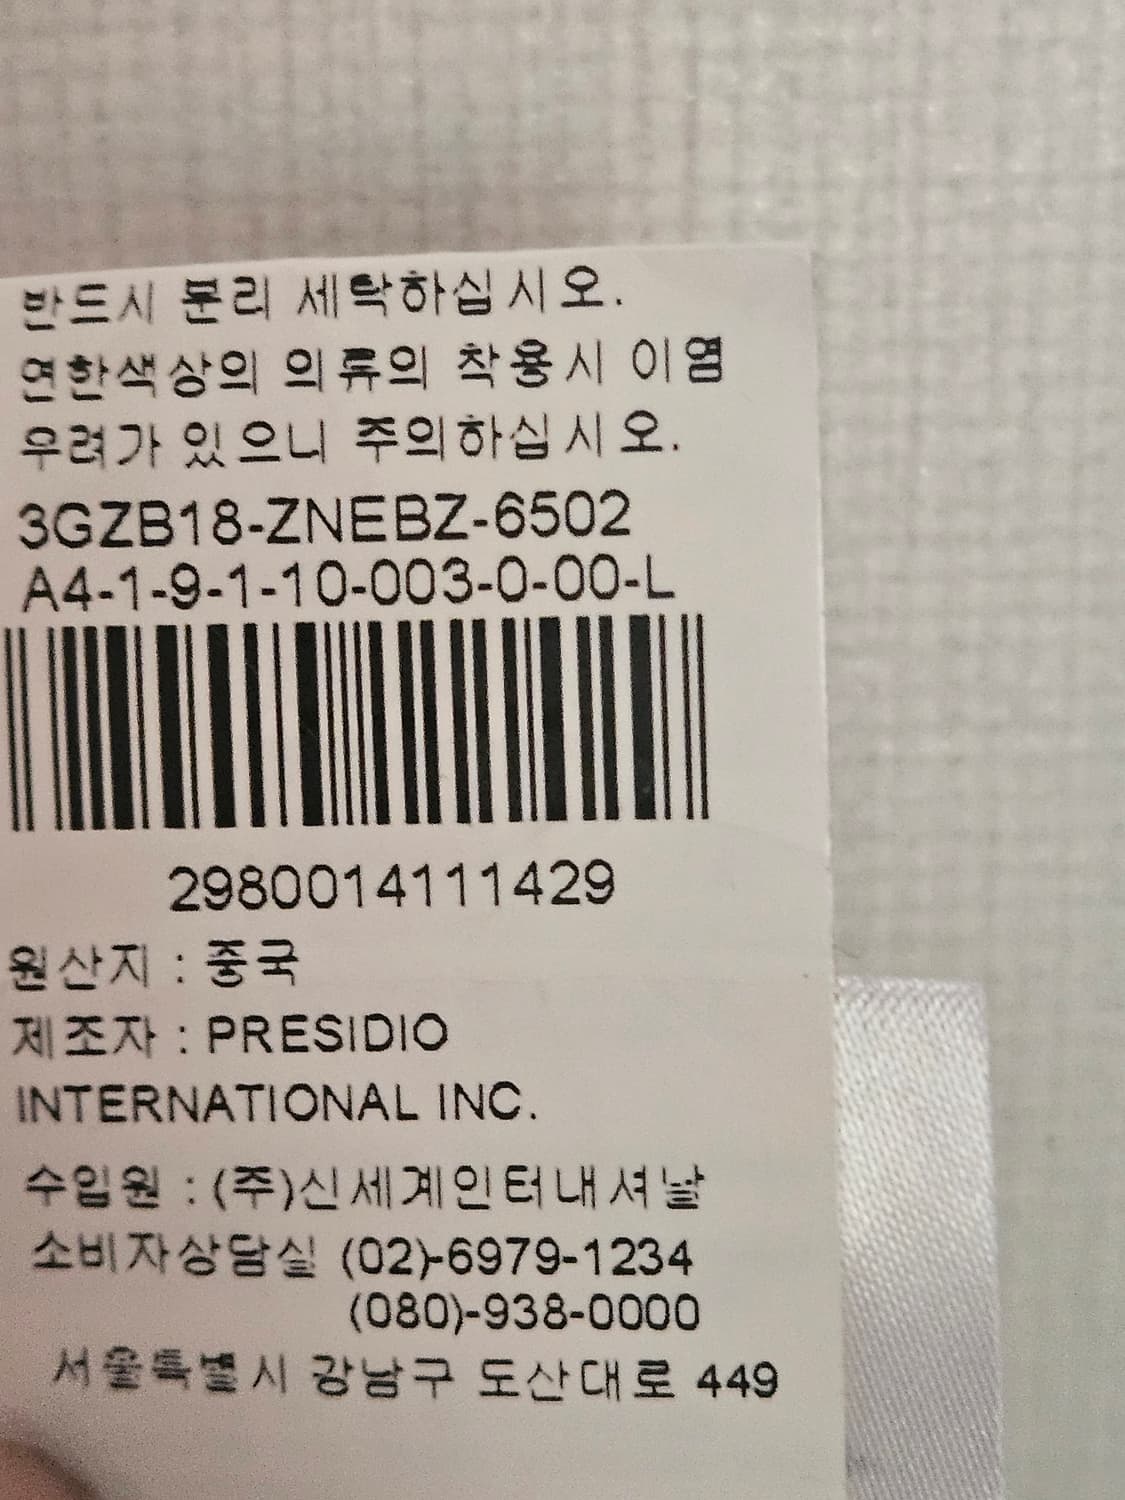 반드시 분리 세탁하십시오.
연한색상의 의류의 착용시 이염
우려가 있으니 주의하십시오.
3GZB18-ZNEBZ-6502
A4-1-9-1-10-003-0-00-L
2980014111429
원산지 : 중국
제조자 : PRESIDIO
INTERNATIONAL INC.
수입원 : (주)신세계인터내셔날
소비자상담실 (02)-6979-1234
(080)-938-0000
서울특별시 강남구 도산대로 449